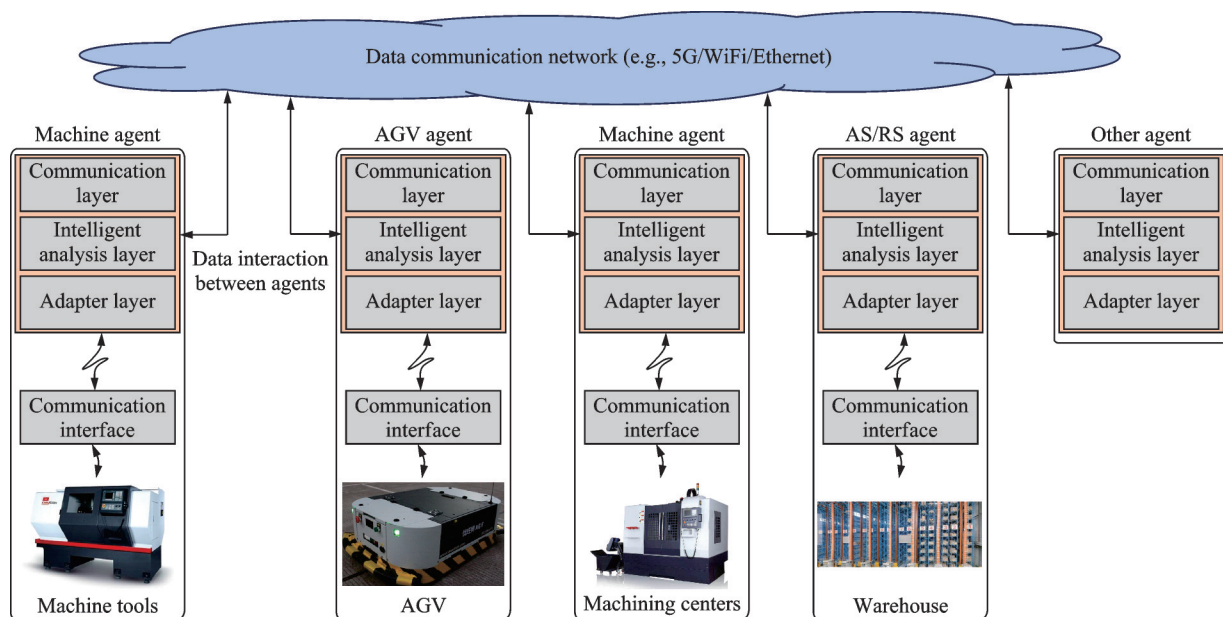 Data communication network (e.g., 5G/WiFi/Ethernet)
Machine agent
Communication
layer
Intelligent
analysis layer
Adapter layer
Communication
interface
Machine tools
Data interaction
between agents
AGV agent
Communication
layer
Intelligent
analysis layer
Adapter layer
Communication
interface
AGV
Machine agent
Communication
layer
Intelligent
analysis layer
Adapter layer
Communication
interface
Machining centers
AS/RS agent
Communication
layer
Intelligent
analysis layer
Adapter layer
Communication
interface
Warehouse
Other agent
Communication
layer
Intelligent
analysis layer
Adapter layer